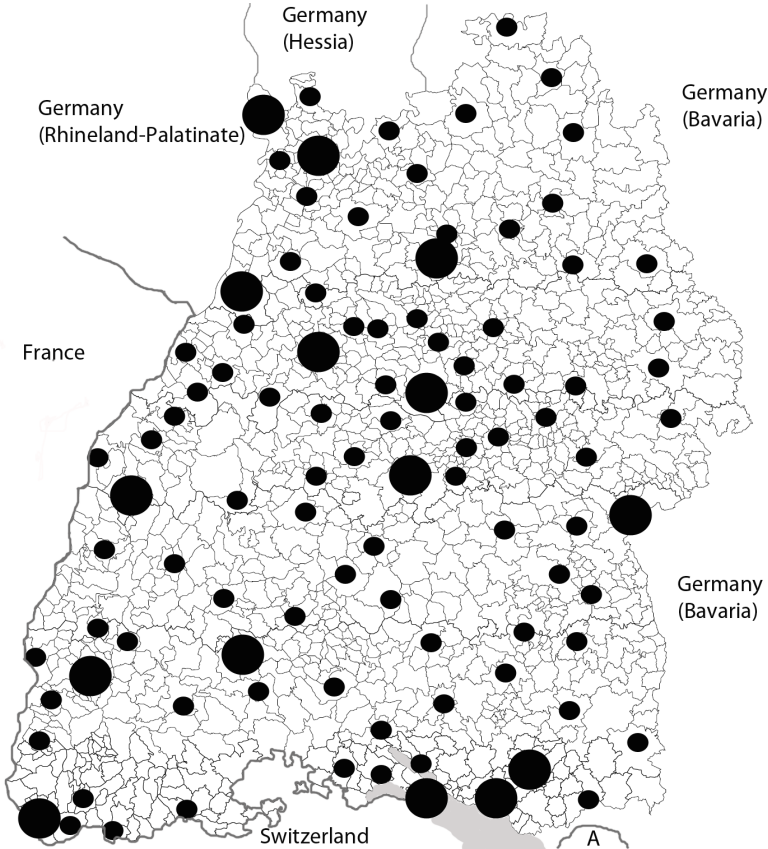 Germany
(Hessia)
Germany
(Rhineland-Palatinate)
Germany
(Bavaria)
France
Germany
(Bavaria)
Switzerland
A